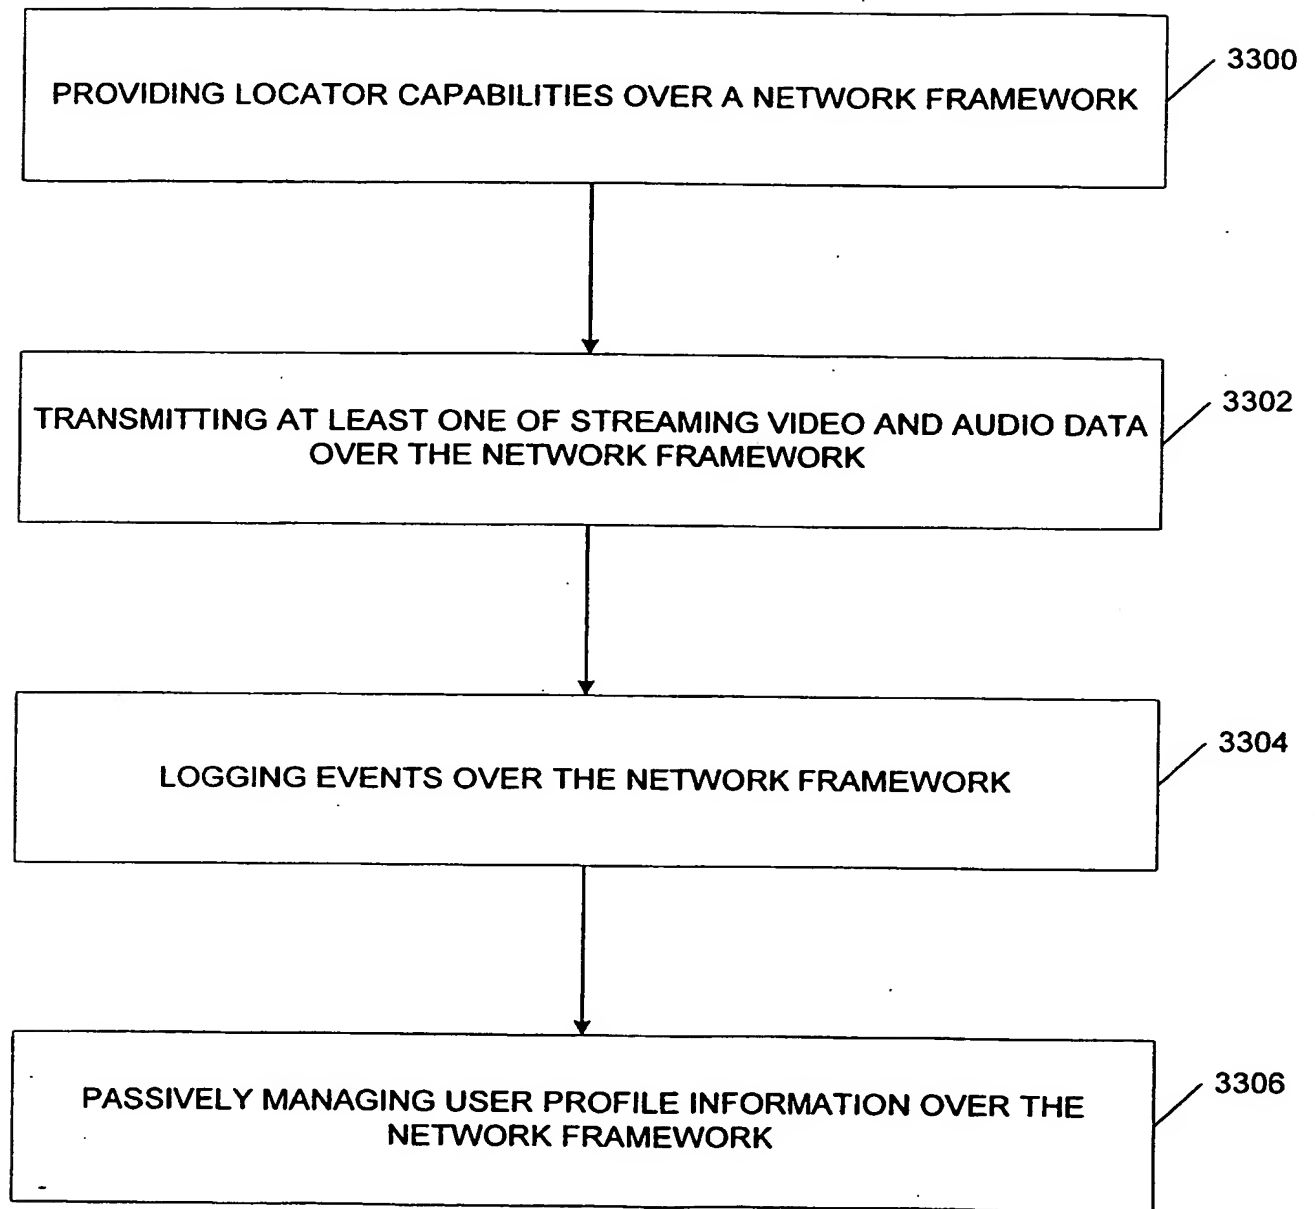 PROVIDING LOCATOR CAPABILITIES OVER A NETWORK FRAMEWORK
3300
TRANSMITTING AT LEAST ONE OF STREAMING VIDEO AND AUDIO DATA
OVER THE NETWORK FRAMEWORK
3302
LOGGING EVENTS OVER THE NETWORK FRAMEWORK
3304
PASSIVELY MANAGING USER PROFILE INFORMATION OVER THE
NETWORK FRAMEWORK
3306